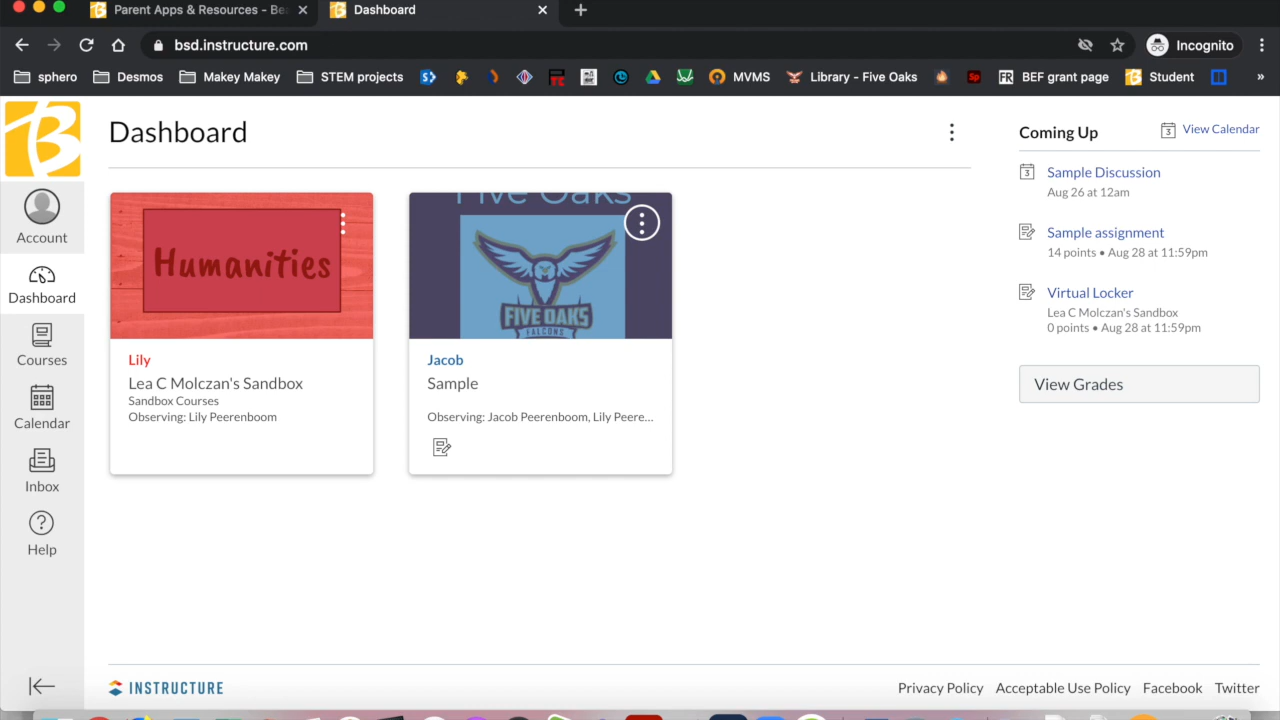 Parent Apps & Resources - Be
Dashboard
bsd.instructure.com
Incognito
sphero
Desmos
Makey Makey
STEM projects
MVMS
Library - Five Oaks
Sp
FR
BEF grant page
Student
»
B
Account
Dashboard
Courses
Calendar
Inbox
Help
Dashboard
Humanities
Lily
Lea C Molczan's Sandbox
Sandbox Courses
Observing: Lily Peerenboom
Five Oaks
FIVE OAKS
FALCONS
Jacob
Sample
Observing: Jacob Peerenboom, Lily Peere...
Coming Up
View Calendar
Sample Discussion
Aug 26 at 12am
Sample assignment
14 points • Aug 28 at 11:59pm
Virtual Locker
Lea C Molczan's Sandbox
0 points • Aug 28 at 11:59pm
View Grades
INSTRUCTURE
Privacy Policy
Acceptable Use Policy
Facebook
Twitter